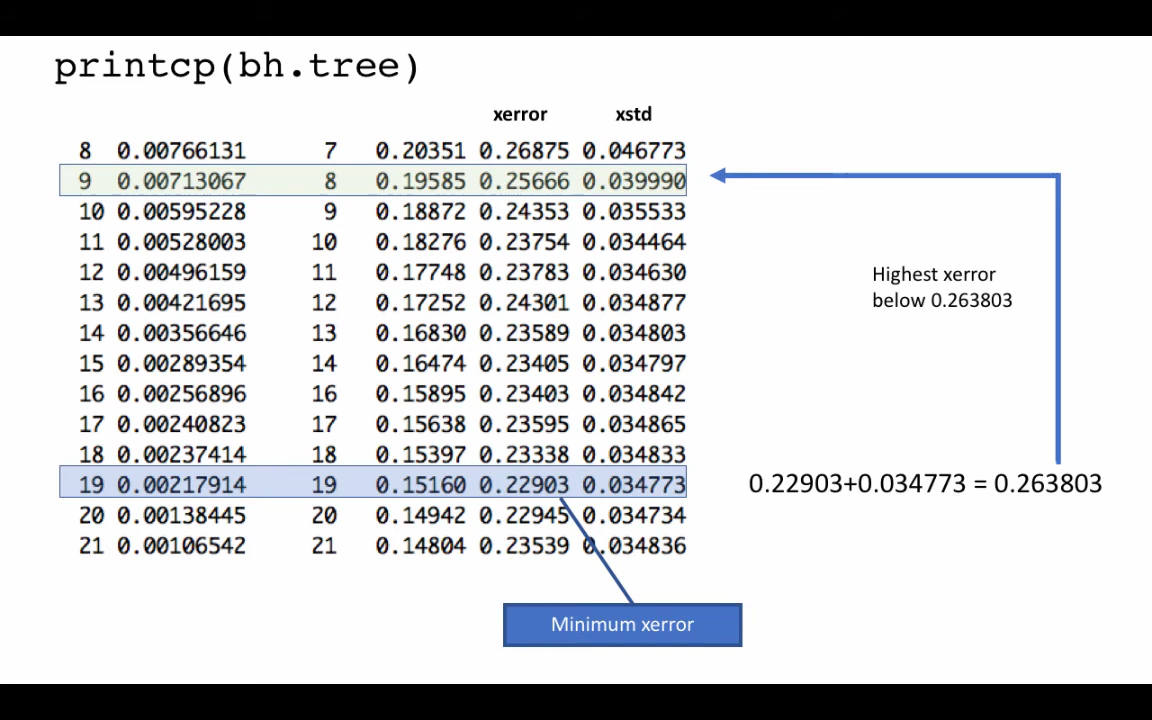 printcp(bh.tree)
xerror xstd
8 0.00766131 7 0.20351 0.26875 0.046773
9 0.00713067 8 0.19585 0.25666 0.039990
10 0.00595228 9 0.18872 0.24353 0.035533
11 0.00528003 10 0.18276 0.23754 0.034464
12 0.00496159 11 0.17748 0.23783 0.034630
13 0.00421695 12 0.17252 0.24301 0.034877
14 0.00356646 13 0.16830 0.23589 0.034803
15 0.00289354 14 0.16474 0.23405 0.034797
16 0.00256896 16 0.15895 0.23403 0.034842
17 0.00240823 17 0.15638 0.23595 0.034865
18 0.00237414 18 0.15397 0.23338 0.034833
19 0.00217914 19 0.15160 0.22903 0.034773
20 0.00138445 20 0.14942 0.22945 0.034734
21 0.00106542 21 0.14804 0.23539 0.034836
Highest xerror
below 0.263803
0.22903+0.034773 = 0.263803
Minimum xerror